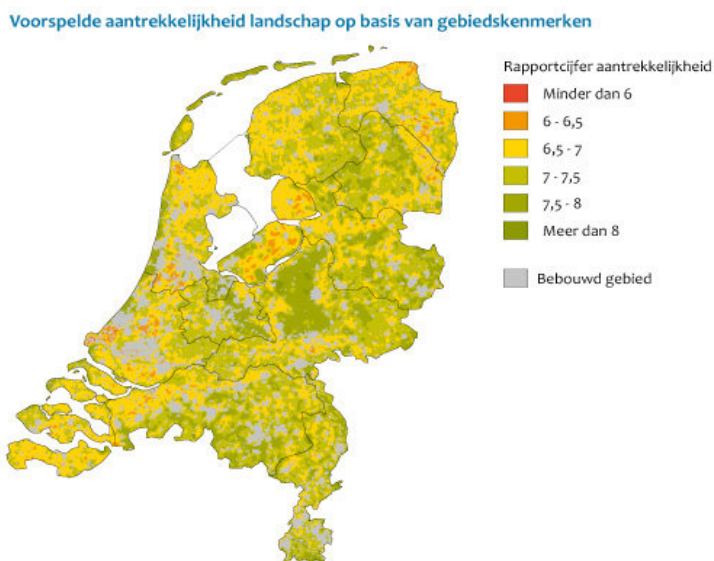 Voorspelde aantrekkelijkheid landschap op basis van gebiedskenmerken
Rapportcijfer aantrekkelijkheid
Minder dan 6
6 - 6,5
6,5 - 7
7 - 7,5
7,5 - 8
Meer dan 8
Bebouwd gebied